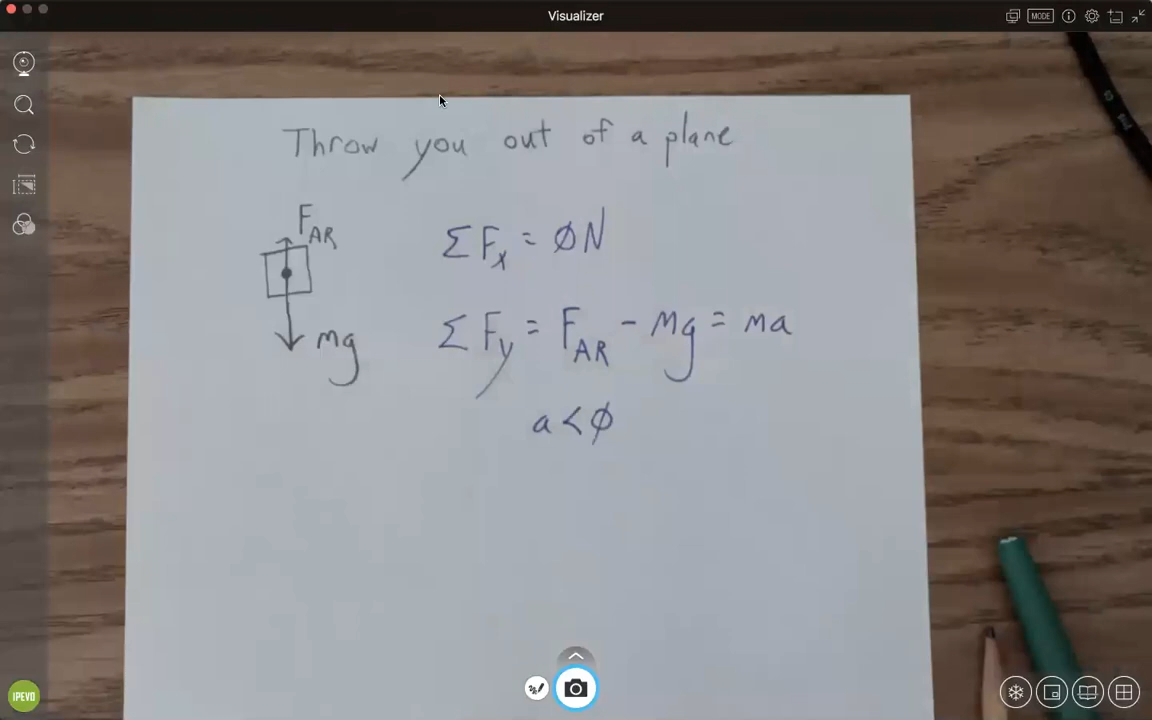 Visualizer
MODE
Throw you out of a plane
F_AR
ΣF_x = ØN
mg
ΣF_y = F_AR - mg = ma
a < Ø
IPEVO